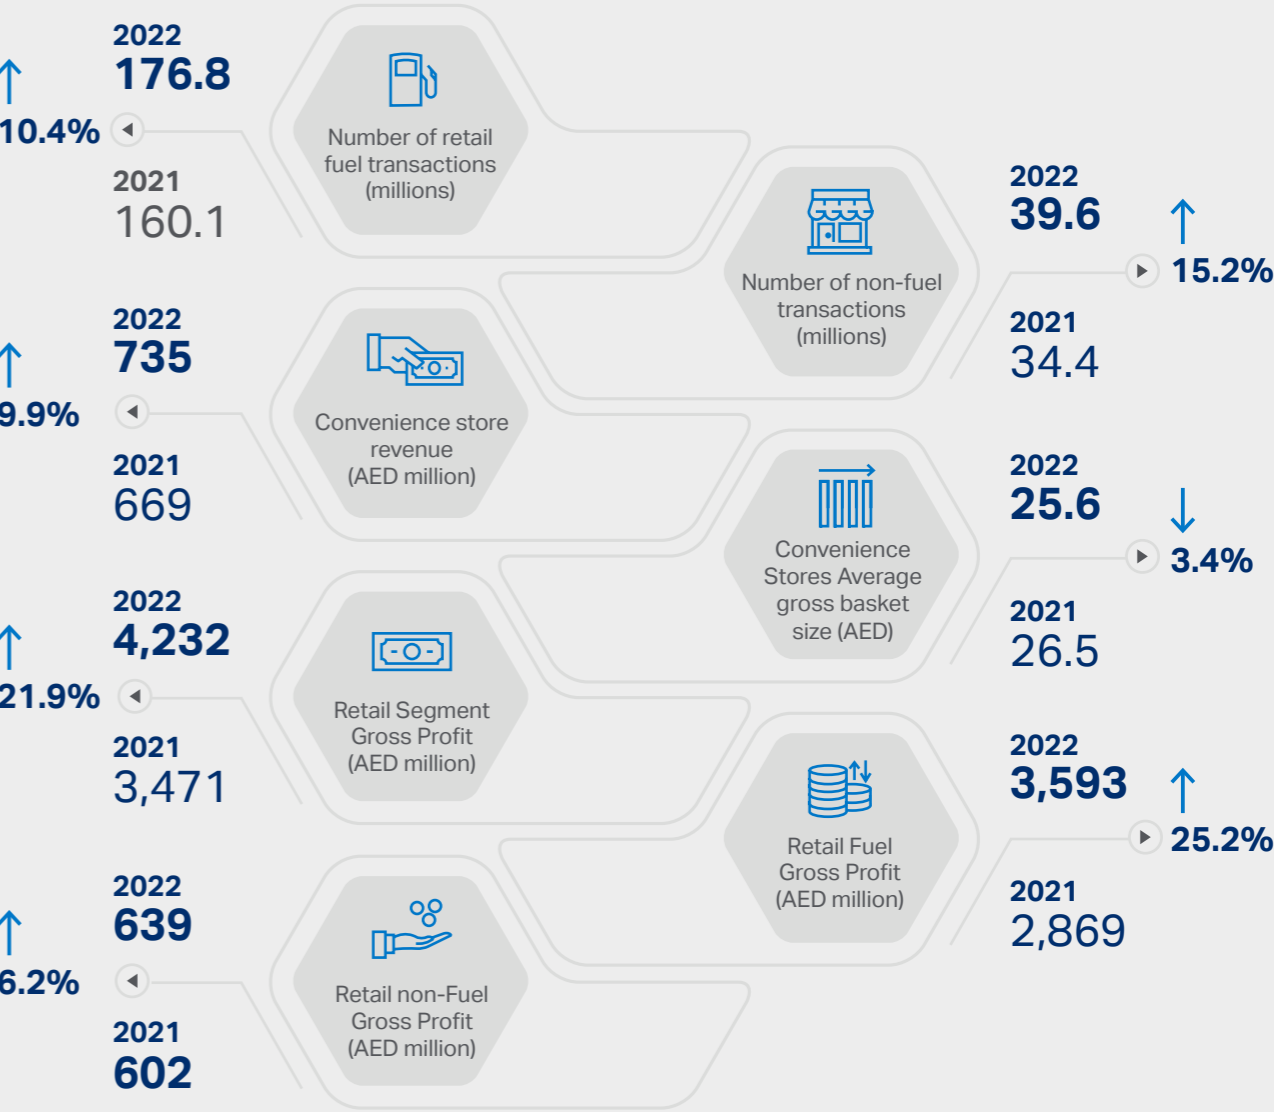 2022
176.8
10.4%
2021
160.1
Number of retail
fuel transactions
(millions)
Number of non-fuel
transactions
(millions)
2022
39.6
15.2%
2021
34.4
2022
735
9.9%
2021
669
Convenience store
revenue
(AED million)
Convenience
Stores Average
gross basket
size (AED)
2022
25.6
3.4%
2021
26.5
2022
4,232
21.9%
2021
3,471
Retail Segment
Gross Profit
(AED million)
Retail Fuel
Gross Profit
(AED million)
2022
3,593
25.2%
2021
2,869
2022
639
6.2%
2021
602
Retail non-Fuel
Gross Profit
(AED million)